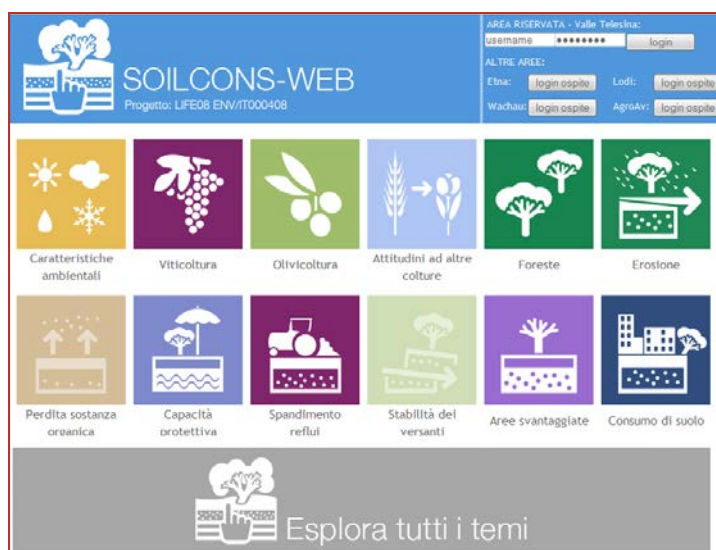 AREA RISERVATA - Valle Telesina:
username ******** login
ALTRE AREE:
Etna: login ospite Lodi: login ospite
Wachau: login ospite AgroAv: login ospite
SOILCONS-WEB
Progetto: LIFE08 ENV/IT000408
Caratteristiche
ambientali
Viticoltura
Olivicoltura
Attitudini ad altre
colture
Foreste
Erosione
Perdita sostanza
organica
Capacità
protettiva
Spandimento
reflui
Stabilità dei
versanti
Aree svantaggiate
Consumo di suolo
Esplora tutti i temi